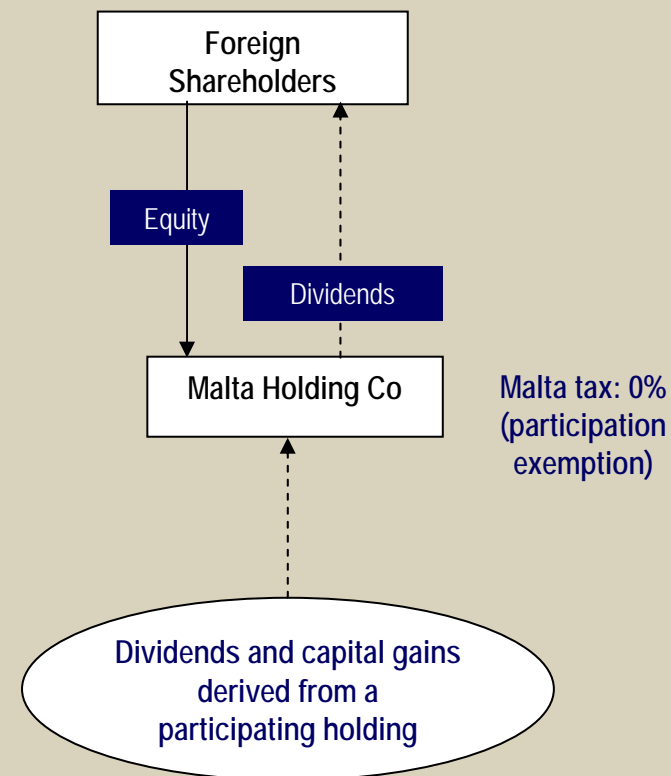 Foreign
Shareholders
Equity
Dividends
Malta Holding Co
Malta tax: 0%
(participation
exemption)
Dividends and capital gains
derived from a
participating holding